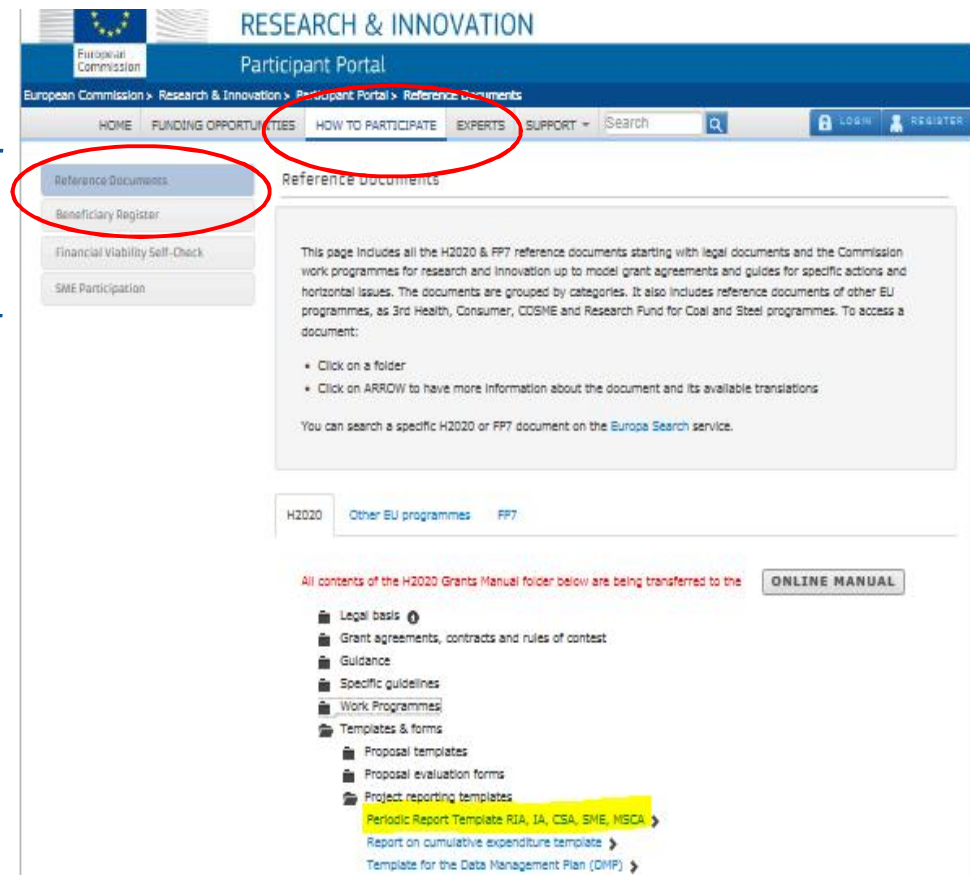 RESEARCH & INNOVATION
European
Commission
Participant Portal
European Commission > Research & Innovation > Participant Portal > Reference Documents
HOME FUNDING OPPORTUNITIES HOW TO PARTICIPATE EXPERTS SUPPORT Search LOGIN REGISTER
Reference Documents
Beneficiary Register
Financial Viability Self-Check
SME Participation
Reference Documents
This page includes all the H2020 & FP7 reference documents starting with legal documents and the Commission
work programmes for research and innovation up to model grant agreements and guides for specific actions and
horizontal issues. The documents are grouped by categories. It also includes reference documents of other EU
programmes, as 3rd Health, Consumer, COSME and Research Fund for Coal and Steel programmes. To access a
document:
• Click on a folder
• Click on ARROW to have more information about the document and its available translations
You can search a specific H2020 or FP7 document on the Europa Search service.
H2020 Other EU programmes FP7
All contents of the H2020 Grants Manual folder below are being transferred to the ONLINE MANUAL
Legal basis
Grant agreements, contracts and rules of contest
Guidance
Specific guidelines
Work Programmes
Templates & forms
Proposal templates
Proposal evaluation forms
Project reporting templates
Periodic Report Template RIA, IA, CSA, SME, MSCA
Report on cumulative expenditure template
Template for the Data Management Plan (DMP)